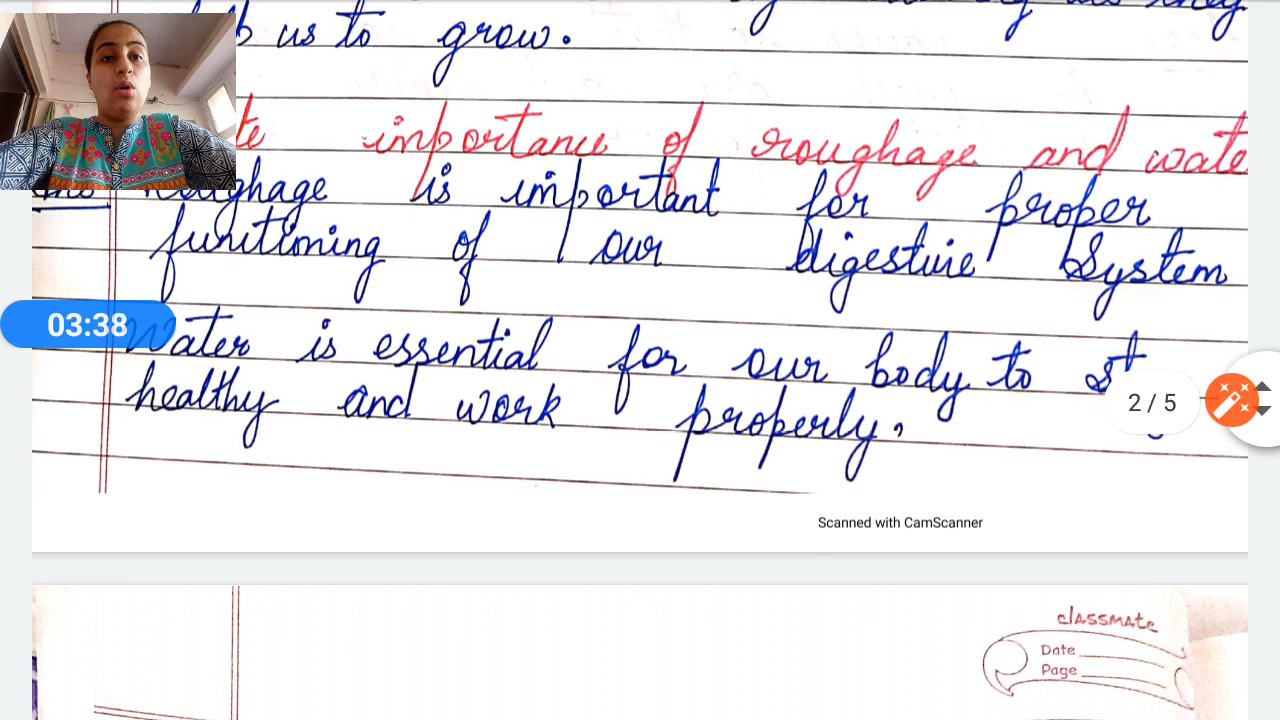 us to grow.
importance of roughage and wate
Roughage is important for proper
functioning of our digestive System
03:38
Water is essential for our body to st
healthy and work properly.
2 / 5
Scanned with CamScanner
classmate
Date
Page